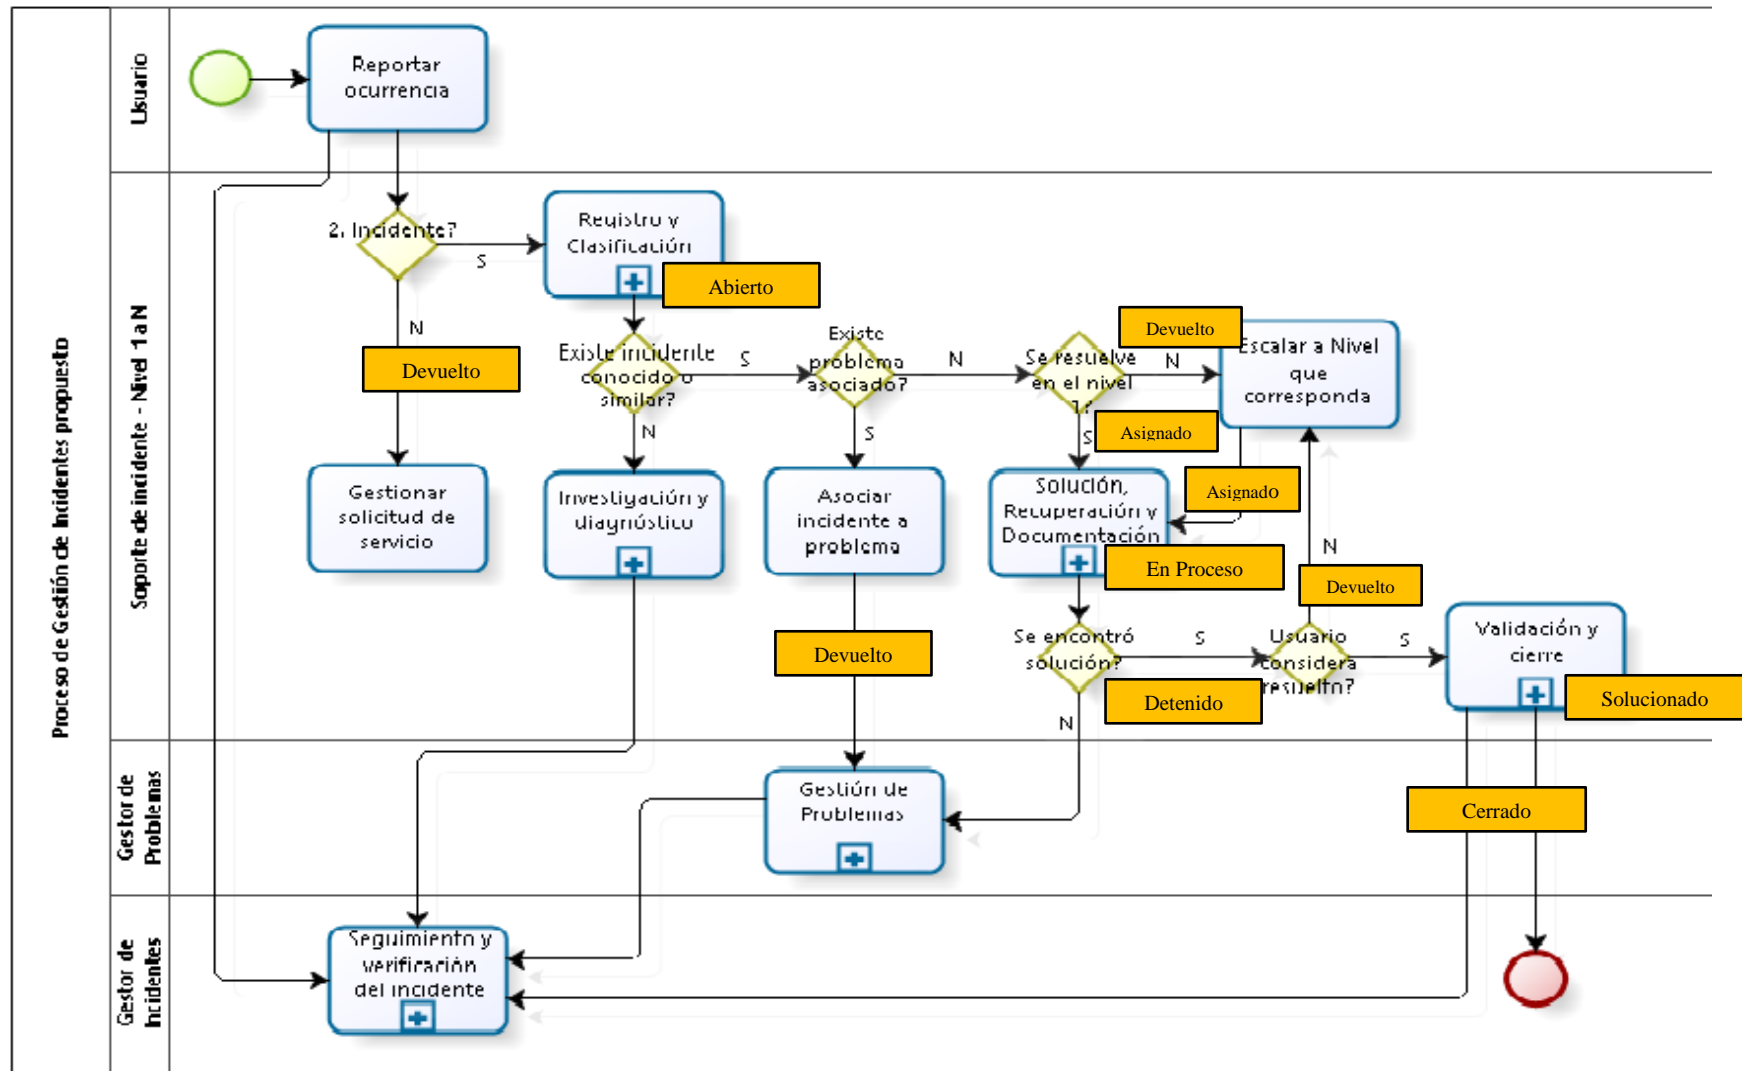 Proceso de Gestión de Incidentes propuesto
Usuario
Reportar
ocurrencia
Soporte de incidente - Nivel 1 a N
2. Incidente?
S
N
Devuelto
Gestionar
solicitud de
servicio
Registro y
Clasificación
Abierto
Existe incidente
conocido o
similar?
S
N
Investigación y
diagnóstico
Existe
problema
asociado?
N
S
Asociar
incidente a
problema
Devuelto
Se resuelve
en el nivel
1?
N
Devuelto
S
Asignado
Escalar a Nivel
que
corresponda
Asignado
Solución,
Recuperación y
Documentación
En Proceso
Se encontró
solución?
S
Detenido
N
Usuario
considera
resuelto?
N
Devuelto
S
Validación y
cierre
Solucionado
Cerrado
Gestor de
Problemas
Gestión de
Problemas
Gestor de
Incidentes
Seguimiento y
verificación
del incidente